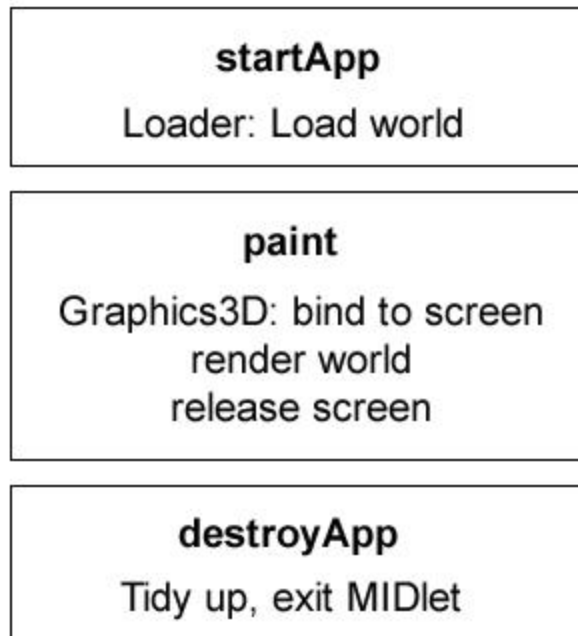 startApp
Loader: Load world
paint
Graphics3D: bind to screen
render world
release screen
destroyApp
Tidy up, exit MIDlet